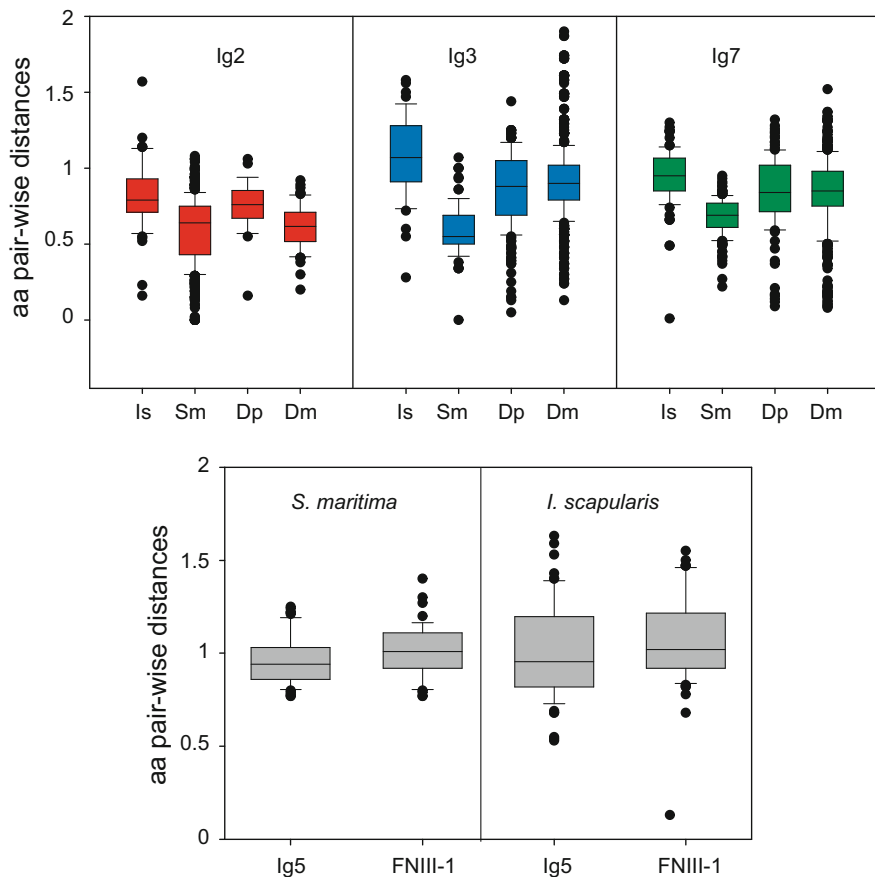 aa pair-wise distances
2
1.5
1
0.5
0
Ig2
Ig3
Ig7
Is Sm Dp Dm
Is Sm Dp Dm
Is Sm Dp Dm
aa pair-wise distances
2
1.5
1
0.5
0
S. maritima
I. scapularis
Ig5 FNIII-1
Ig5 FNIII-1